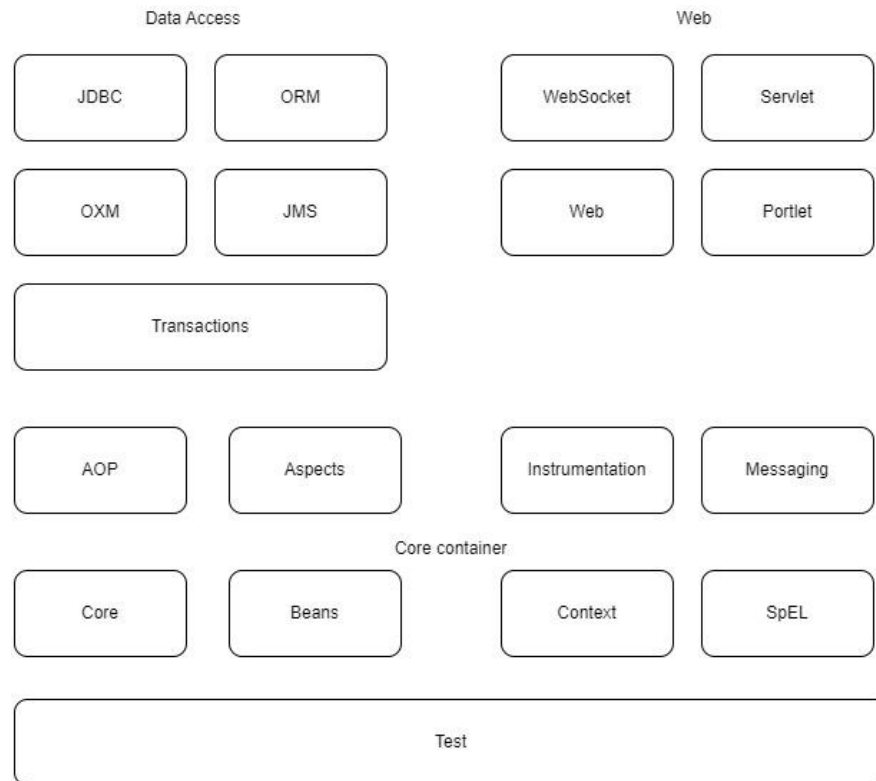 Data Access
Web
JDBC
ORM
WebSocket
Servlet
OXM
JMS
Web
Portlet
Transactions
AOP
Aspects
Instrumentation
Messaging
Core container
Core
Beans
Context
SpEL
Test